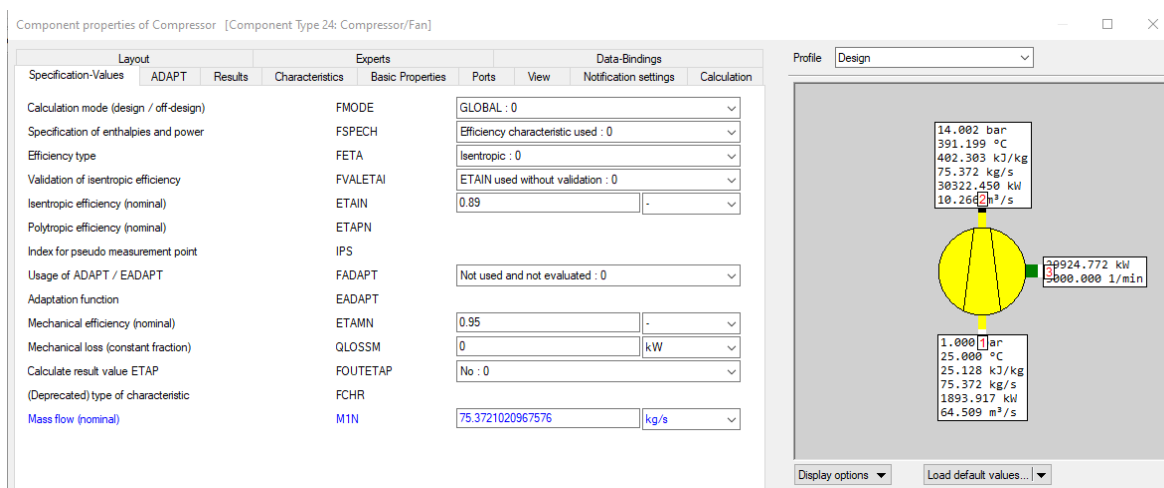 Component properties of Compressor [Component Type 24: Compressor/Fan]
Layout Experts Data-Bindings
Specification-Values ADAPT Results Characteristics Basic Properties Ports View Notification settings Calculation
Calculation mode (design / off-design) FMODE GLOBAL : 0
Specification of enthalpies and power FSPECH Efficiency characteristic used : 0
Efficiency type FETA Isentropic : 0
Validation of isentropic efficiency FVALETAI ETAIN used without validation : 0
Isentropic efficiency (nominal) ETAIN 0.89 -
Polytropic efficiency (nominal) ETAPN
Index for pseudo measurement point IPS
Usage of ADAPT / EADAPT FADAPT Not used and not evaluated : 0
Adaptation function EADAPT
Mechanical efficiency (nominal) ETAMN 0.95 -
Mechanical loss (constant fraction) QLOSSM 0 kW
Calculate result value ETAP FOUTETAP No : 0
(Deprecated) type of characteristic FCHR
Mass flow (nominal) M1N 75.3721020967576 kg/s
Profile Design
14.002 bar
391.199 °C
402.303 kJ/kg
75.372 kg/s
30322.450 kW
10.266 m³/s
2
9924.772 kW
000.000 1/min
3
1.000 ar
1
25.000 °C
25.128 kJ/kg
75.372 kg/s
1893.917 kW
64.509 m³/s
Display options Load default values...